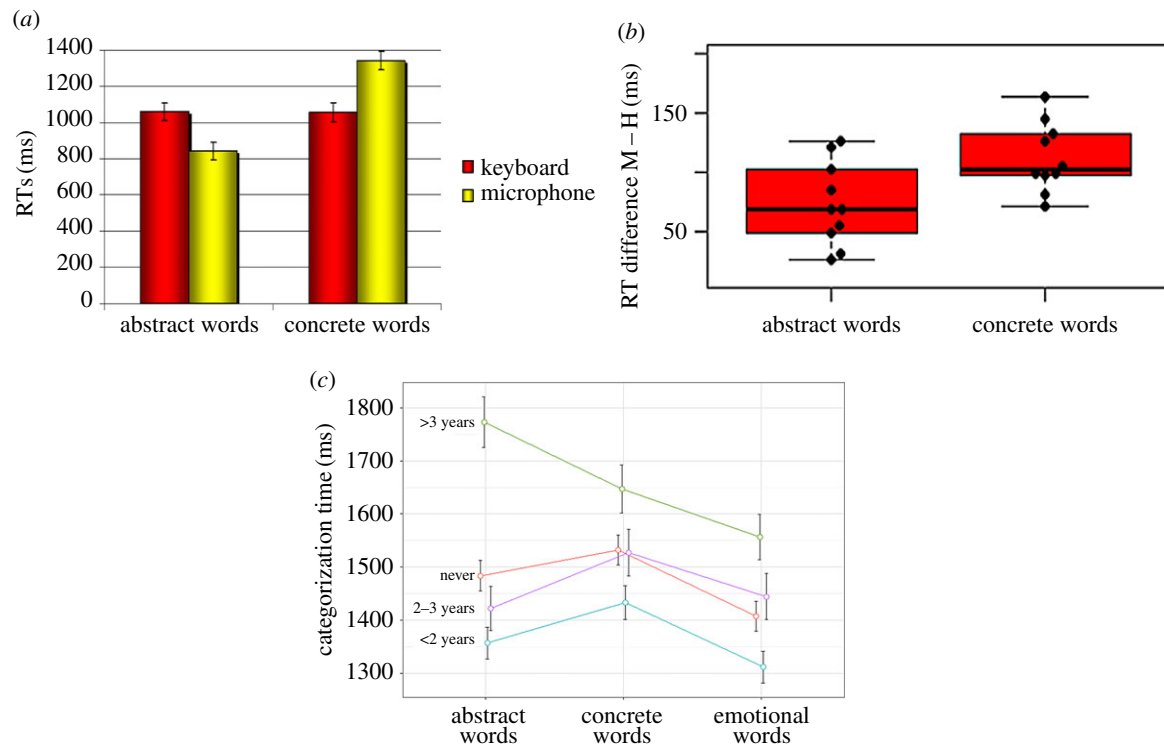 (a)
RTs (ms)
1400
1200
1000
800
600
400
200
0
abstract words
concrete words
keyboard
microphone
(b)
RT difference M – H (ms)
150
50
abstract words
concrete words
(c)
categorization time (ms)
1800
1700
1600
1500
1400
1300
>3 years
never
2–3 years
<2 years
abstract
words
concrete
words
emotional
words